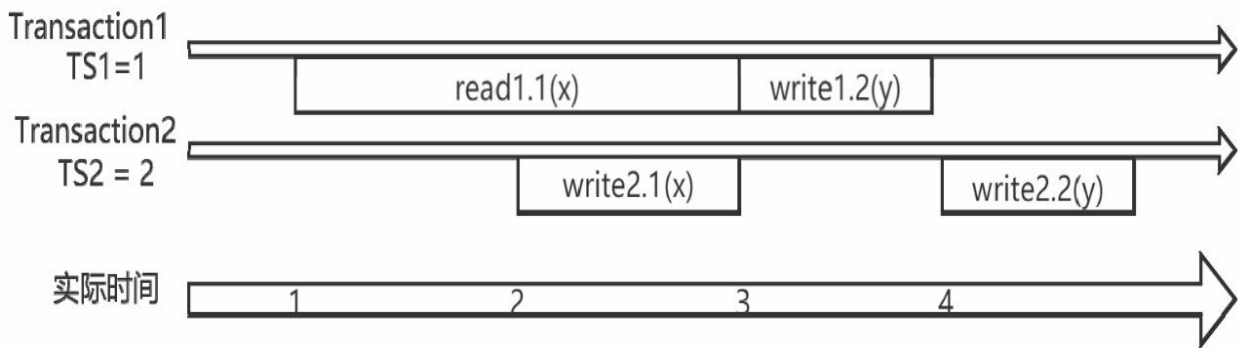 Transaction1
TS1=1
read1.1(x)
write1.2(y)
Transaction2
TS2 = 2
write2.1(x)
write2.2(y)
实际时间
1
2
3
4